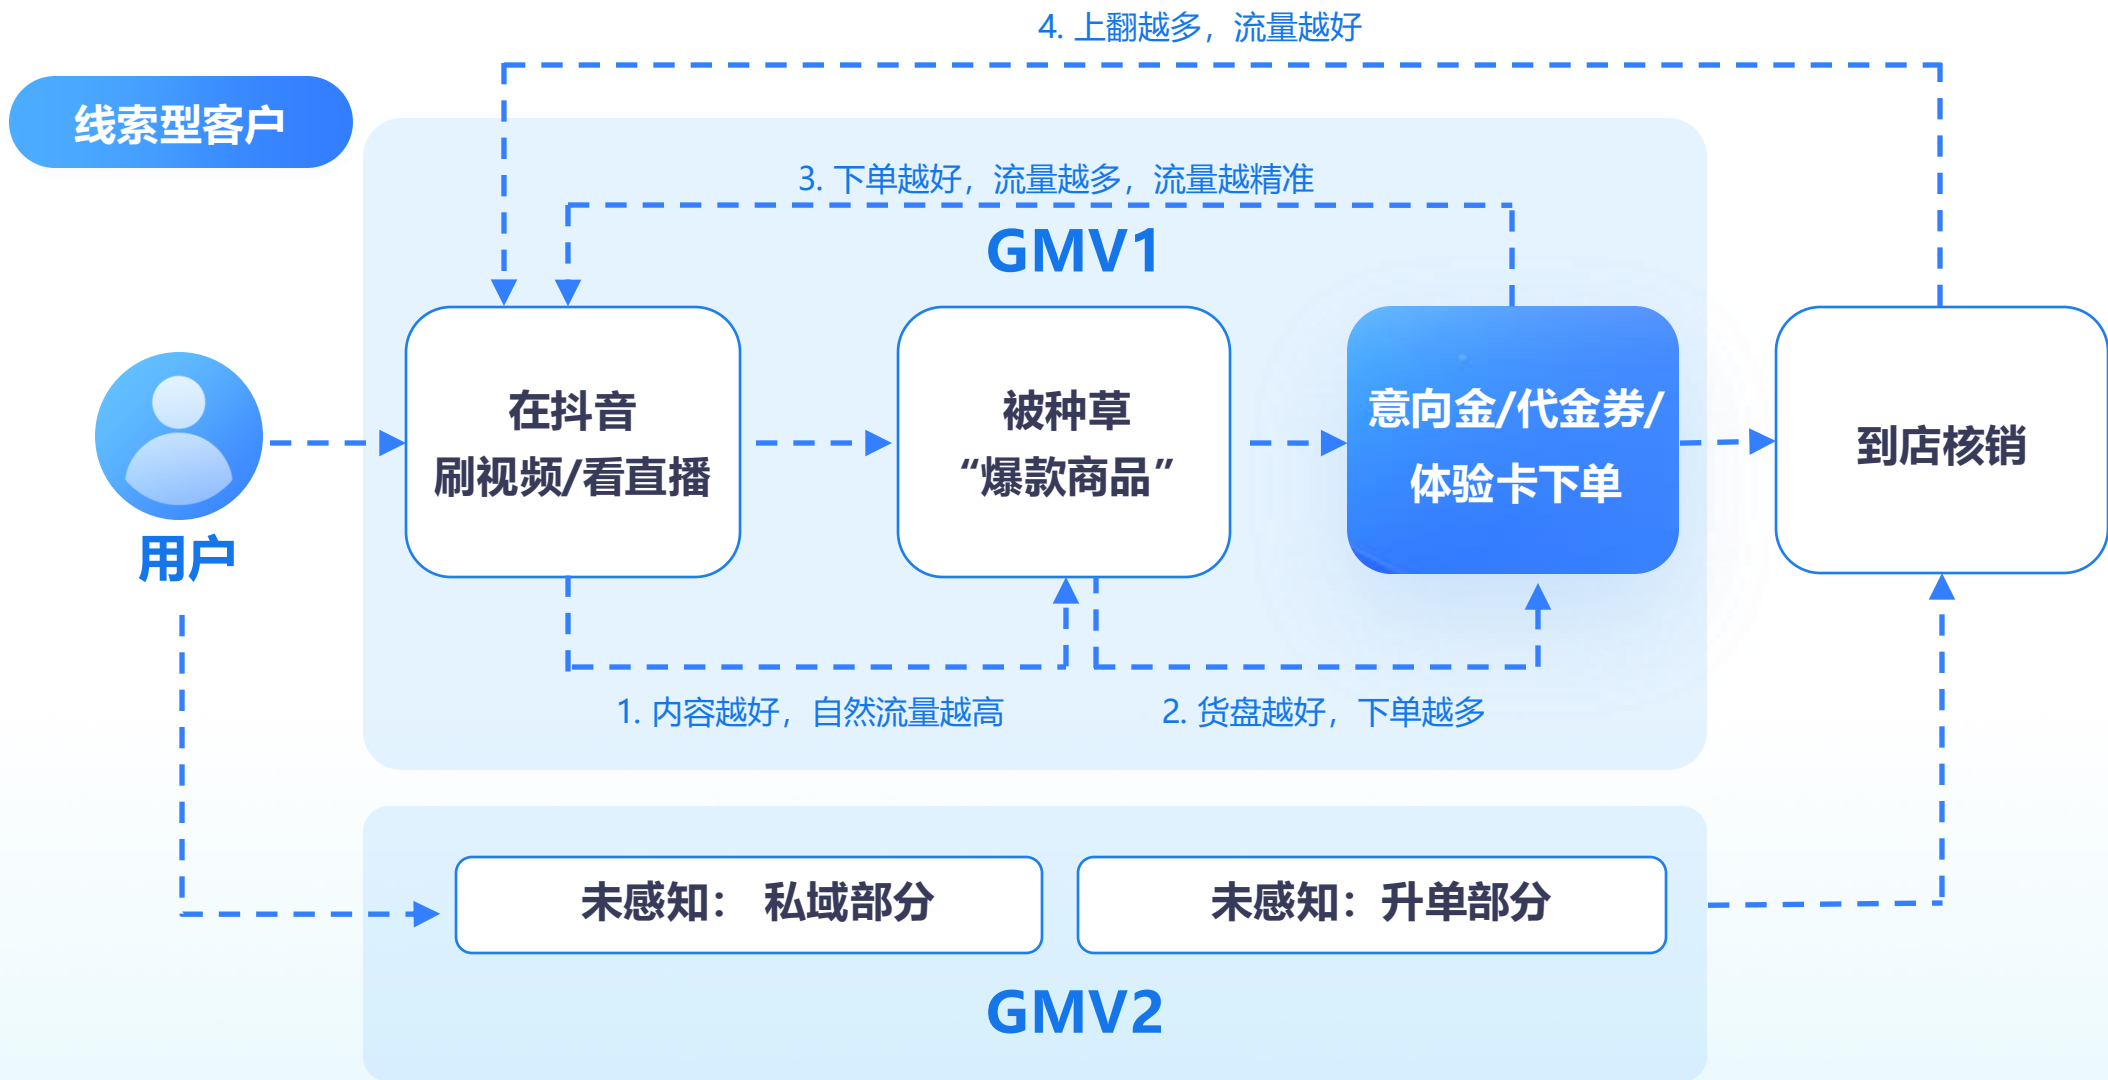 4. 上翻越多，流量越好
线索型客户
3. 下单越好，流量越多，流量越精准
GMV1
在抖音
刷视频/看直播
被种草
“爆款商品”
意向金/代金券/
体验卡下单
到店核销
用户
1. 内容越好，自然流量越高
2. 货盘越好，下单越多
未感知： 私域部分
未感知：升单部分
GMV2